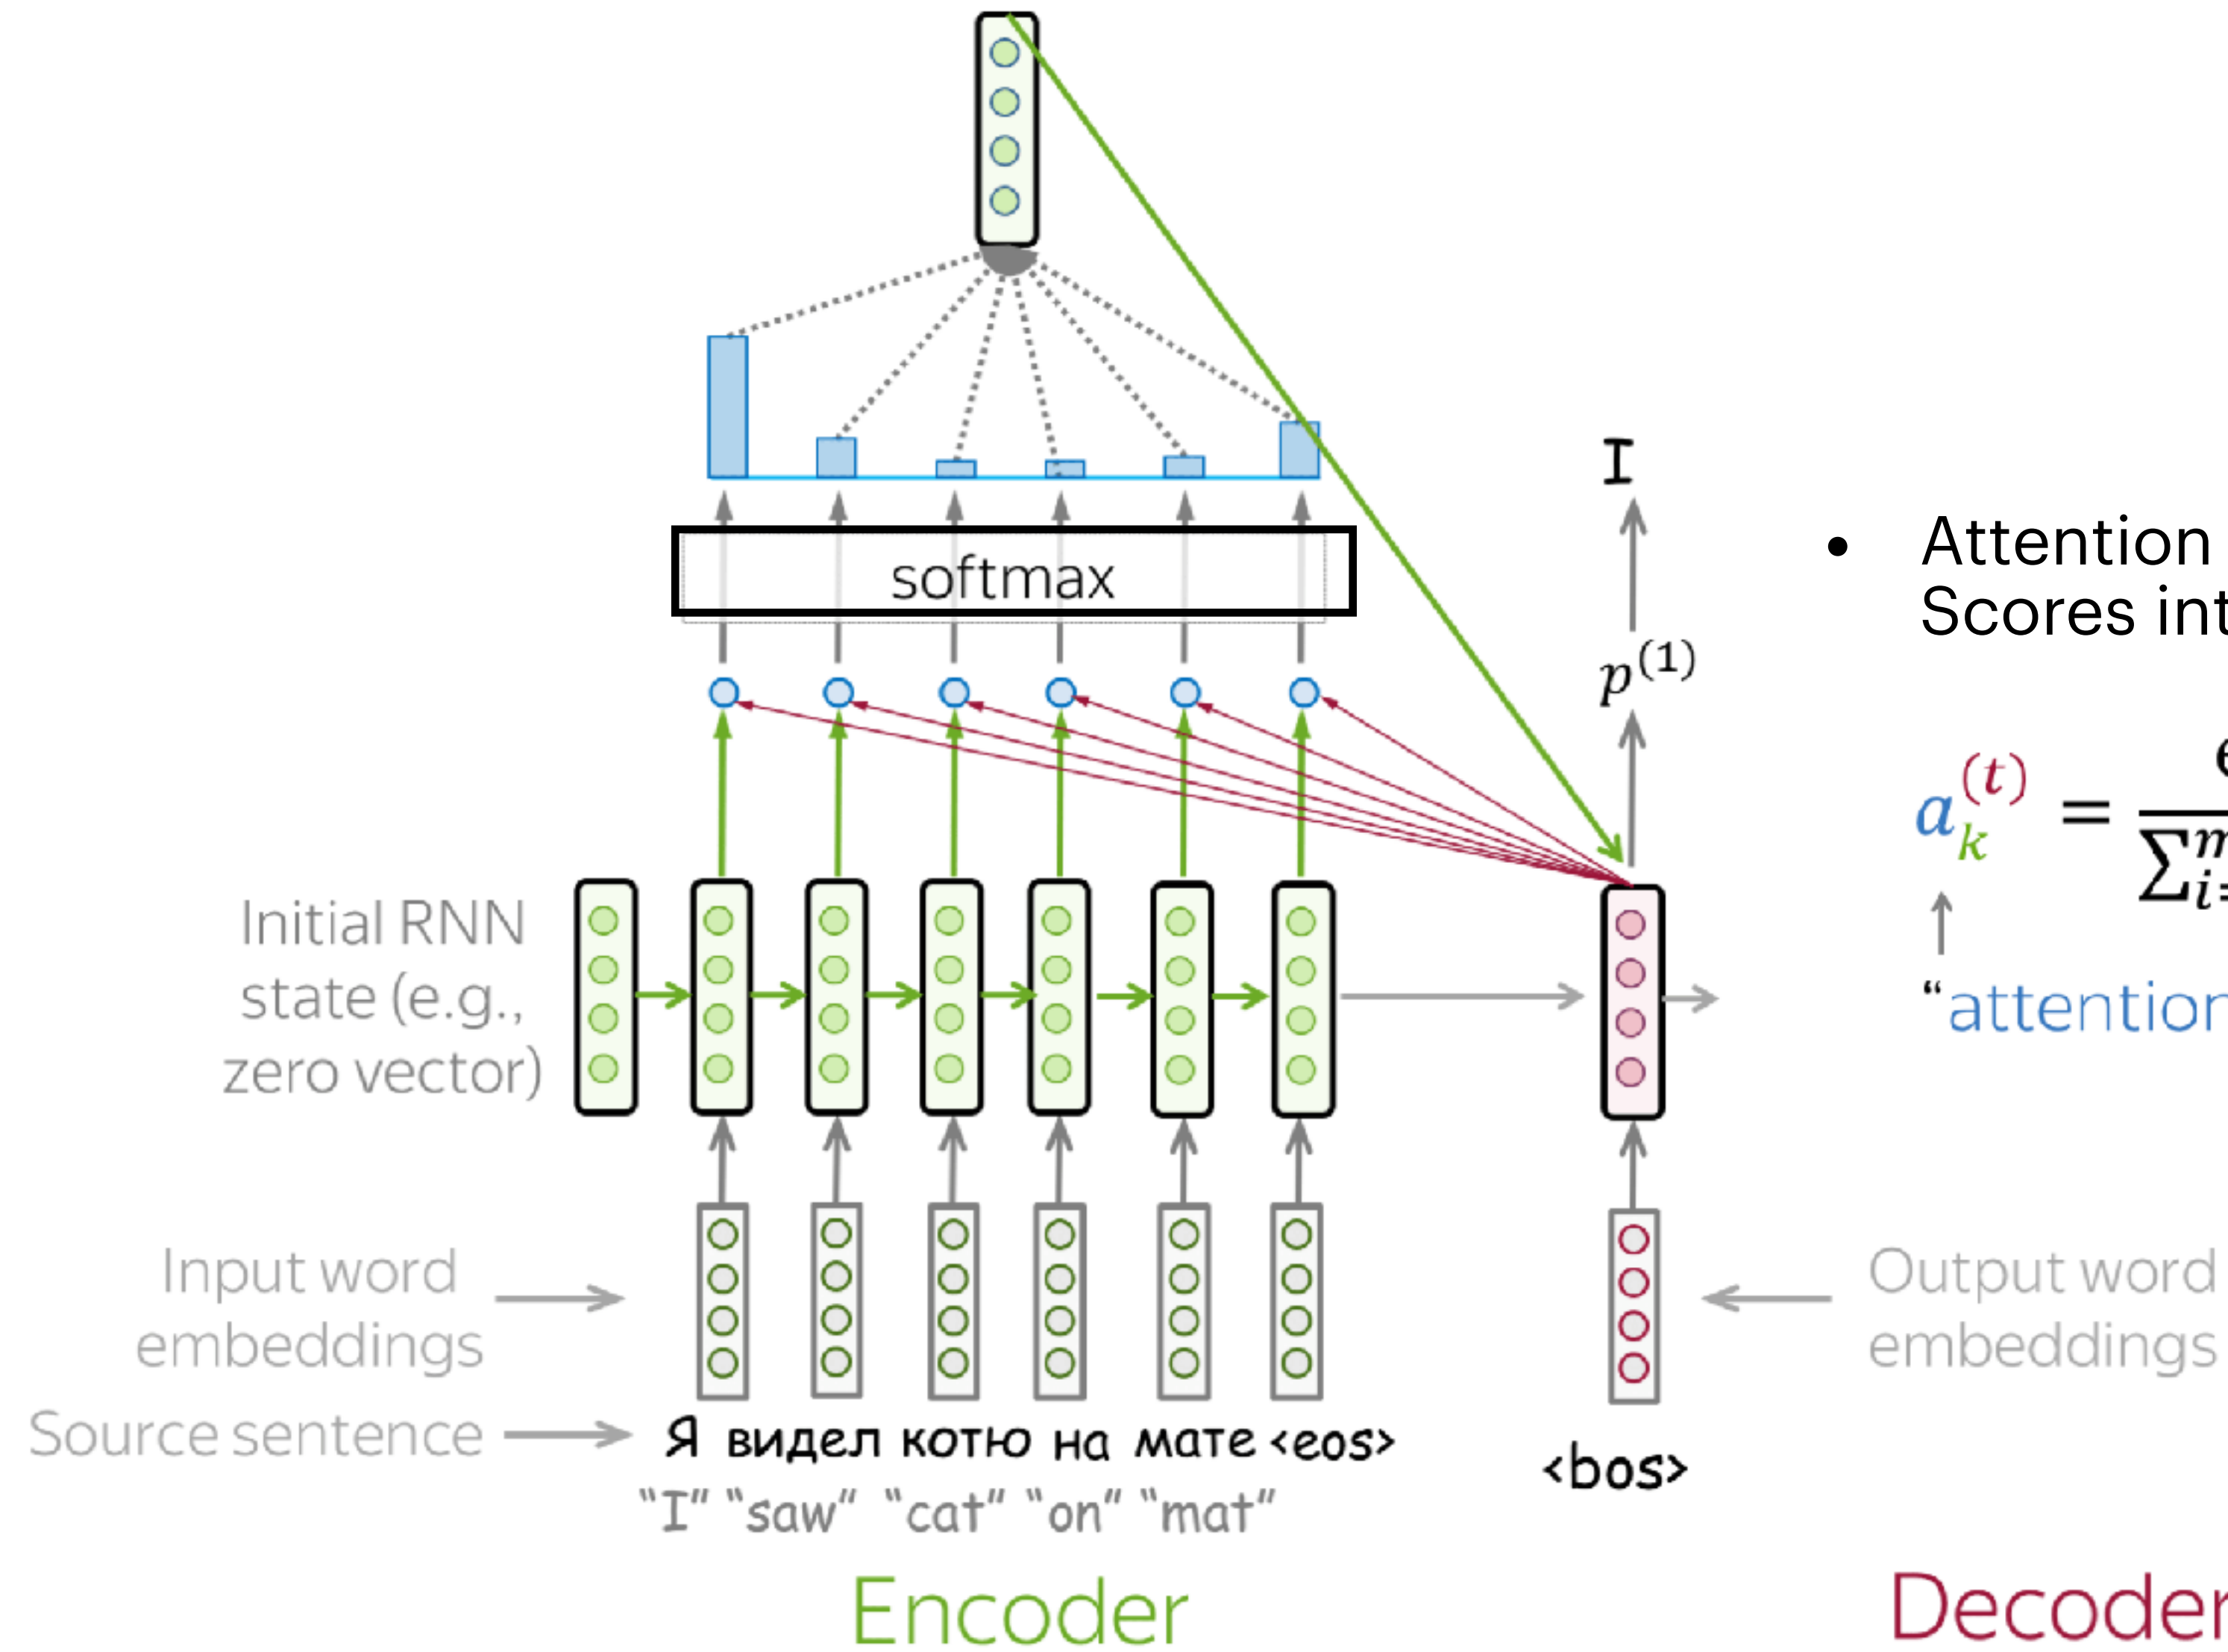 softmax
I
p^(1)
• Attention
Scores int
a_k^(t) =
"attention
Initial RNN
state (e.g.,
zero vector)
Input word
embeddings
Output word
embeddings
Source sentence
Я видел котю на мате <eos>
<bos>
"I" "saw" "cat" "on" "mat"
Encoder
Decoder